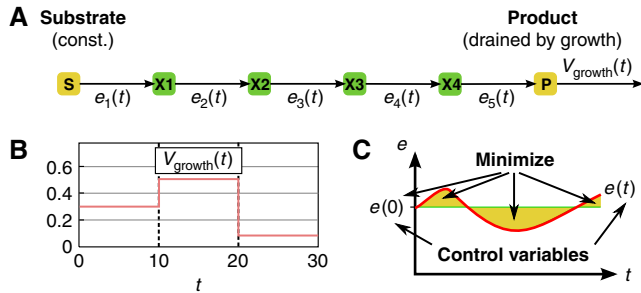 A
Substrate
(const.)
Product
(drained by growth)
V_growth(t)
S
X1
X2
X3
X4
P
e_1(t)
e_2(t)
e_3(t)
e_4(t)
e_5(t)
B
V_growth(t)
0.6
0.4
0.2
0
0
10
20
30
t
C
e
Minimize
e(0)
e(t)
Control variables
t